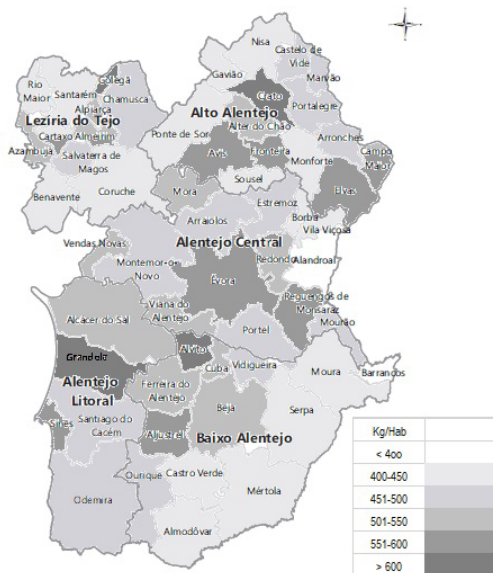 Nisa
Castelo de
Vide
Gavião
Marvão
Rio
Maior
Santarém
Golegã
Alpiarça
Chamusca
Crato
Portalegre
Lezíria do Tejo
Alto Alentejo
Alter do Chão
Cartaxo
Almeirim
Ponte de Sor
Azambuja
Avis
Fronteira
Arronches
Campo
Maior
Salvaterra de
Magos
Monforte
Sousel
Elvas
Benavente
Coruche
Mora
Estremoz
Arraiolos
Borba
Vila Viçosa
Vendas Novas
Alentejo Central
Montemor-o-
Novo
Redondo
Alandroal
Évora
Reguengos de
Monsaraz
Viana do
Alentejo
Mourão
Alcácer do Sal
Portel
Grândola
Alvito
Cuba
Vidigueira
Moura
Barrancos
Alentejo
Litoral
Ferreira do
Alentejo
Beja
Serpa
Sines
Santiago do
Cacém
Aljustrel
Baixo Alentejo
Ourique
Castro Verde
Odemira
Mértola
Almodôvar
Kg/Hab
< 4oo
400-450
451-500
501-550
551-600
> 600